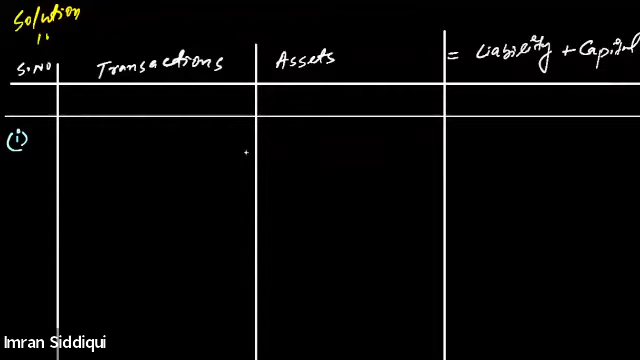 Solution
S.NO Transactions Assets = Liability + Capital
(i)
Imran Siddiqui